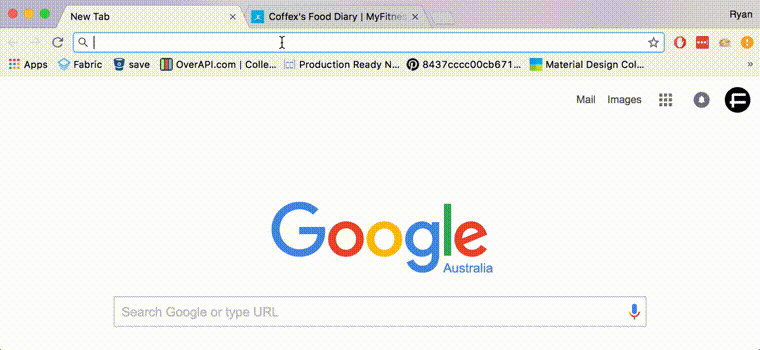 New Tab
Coffex's Food Diary | MyFitnes
Ryan
Apps Fabric save OverAPI.com | Colle... Production Ready N... 8437cccc00cb671... Material Design Col... »
Mail Images
Google
Australia
Search Google or type URL